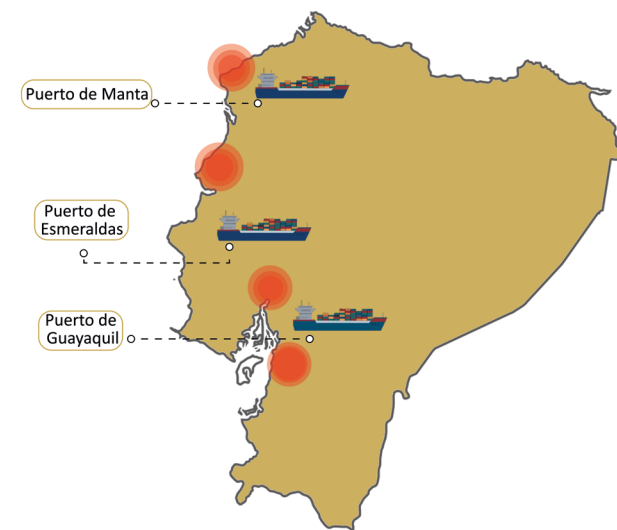 Puerto de Manta
Puerto de
Esmeraldas
Puerto de
Guayaquil